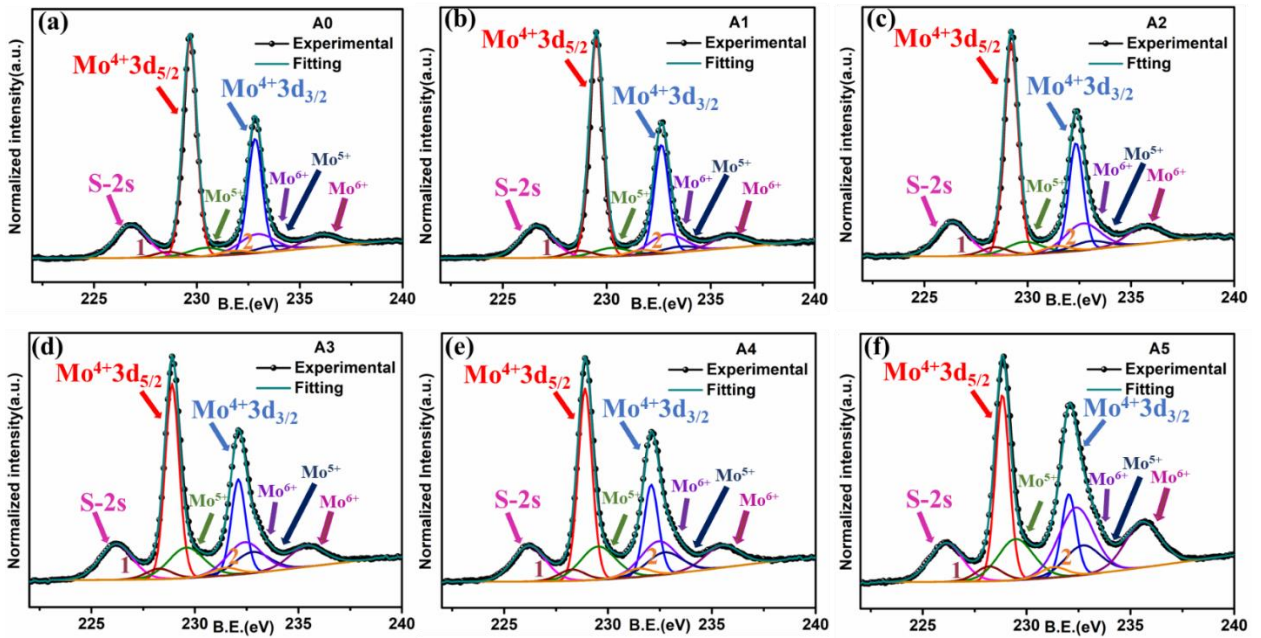 (a)
A0
Experimental
Fitting
Mo⁴⁺3d₅/₂
Mo⁴⁺3d₃/₂
S-2s
Mo⁵⁺
Mo⁶⁺
Mo⁵⁺
Mo⁶⁺
1
2
Normalized intensity(a.u.)
225 230 235 240
B.E.(eV)
(b)
A1
Experimental
Fitting
Mo⁴⁺3d₅/₂
Mo⁴⁺3d₃/₂
S-2s
Mo⁵⁺
Mo⁶⁺
Mo⁵⁺
Mo⁶⁺
1
2
Normalized intensity(a.u.)
225 230 235 240
B.E.(eV)
(c)
A2
Experimental
Fitting
Mo⁴⁺3d₅/₂
Mo⁴⁺3d₃/₂
S-2s
Mo⁵⁺
Mo⁶⁺
Mo⁵⁺
Mo⁶⁺
1
2
Normalized intensity(a.u.)
225 230 235 240
B.E.(eV)
(d)
A3
Experimental
Fitting
Mo⁴⁺3d₅/₂
Mo⁴⁺3d₃/₂
S-2s
Mo⁵⁺
Mo⁶⁺
Mo⁵⁺
Mo⁶⁺
1
2
Normalized intensity(a.u.)
225 230 235 240
B.E.(eV)
(e)
A4
Experimental
Fitting
Mo⁴⁺3d₅/₂
Mo⁴⁺3d₃/₂
S-2s
Mo⁵⁺
Mo⁶⁺
Mo⁵⁺
Mo⁶⁺
1
2
Normalized Intensity(a.u.)
225 230 235 240
B.E.(eV)
(f)
A5
Experimental
Fitting
Mo⁴⁺3d₅/₂
Mo⁴⁺3d₃/₂
S-2s
Mo⁵⁺
Mo⁶⁺
Mo⁵⁺
Mo⁶⁺
1
2
Normalized intensity(a.u.)
225 230 235 240
B.E.(eV)